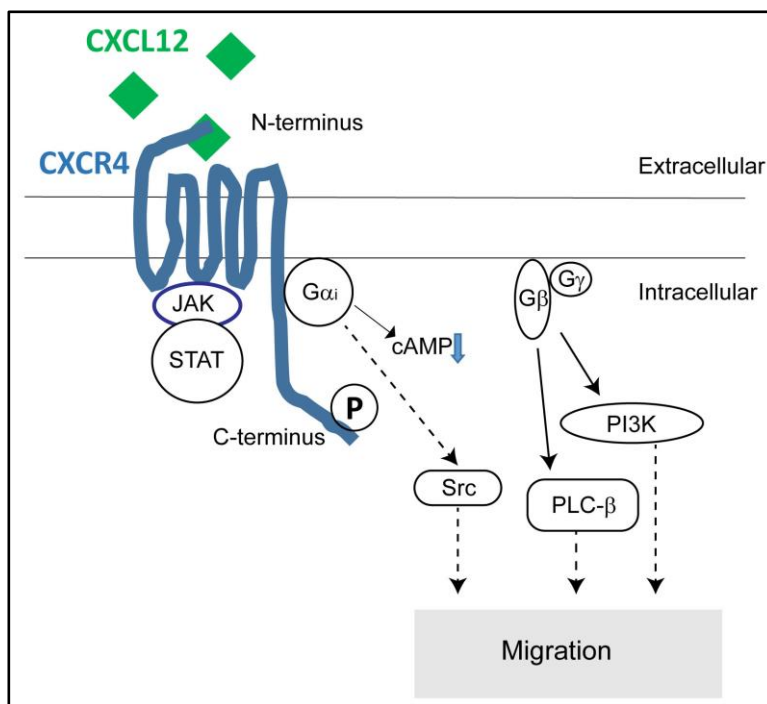 CXCL12
N-terminus
CXCR4
Extracellular
Intracellular
JAK
STAT
Gαi
cAMP
Gβ
Gγ
P
C-terminus
PI3K
Src
PLC-β
Migration